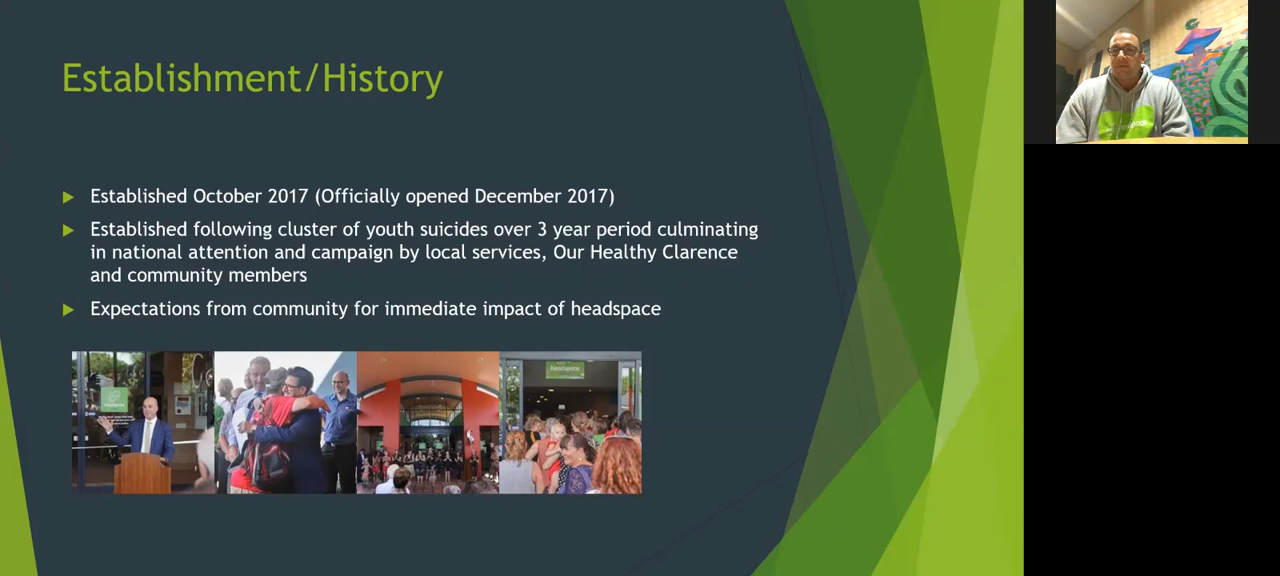 Establishment/History
Established October 2017 (Officially opened December 2017)
Established following cluster of youth suicides over 3 year period culminating
in national attention and campaign by local services, Our Healthy Clarence
and community members
Expectations from community for immediate impact of headspace
headspace